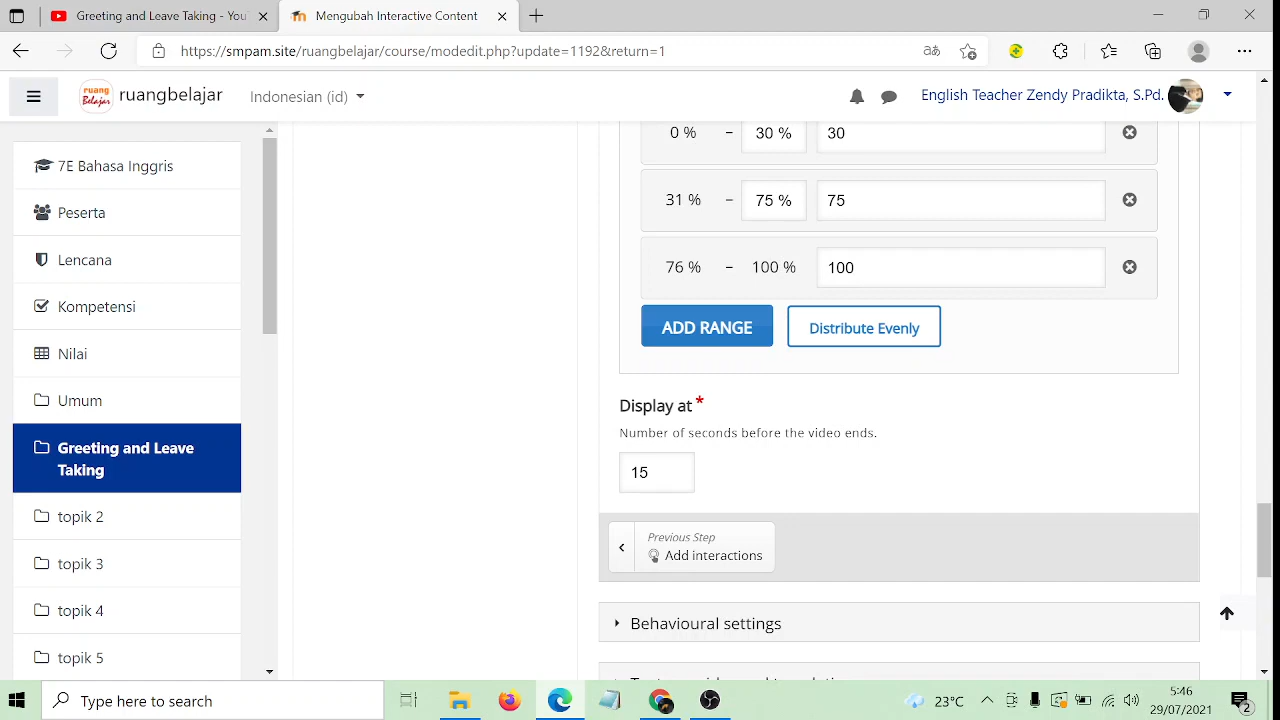 Greeting and Leave Taking - You
Mengubah Interactive Content
https://smpam.site/ruangbelajar/course/modedit.php?update=1192&return=1
ruang
Belajar
ruangbelajar
Indonesian (id)
English Teacher Zendy Pradikta, S.Pd.
7E Bahasa Inggris
Peserta
Lencana
Kompetensi
Nilai
Umum
Greeting and Leave
Taking
topik 2
topik 3
topik 4
topik 5
0 % – 30 % 30
31 % – 75 % 75
76 % – 100 % 100
ADD RANGE
Distribute Evenly
Display at *
Number of seconds before the video ends.
15
Previous Step
Add interactions
Behavioural settings
Type here to search
23°C
5:46
29/07/2021
2